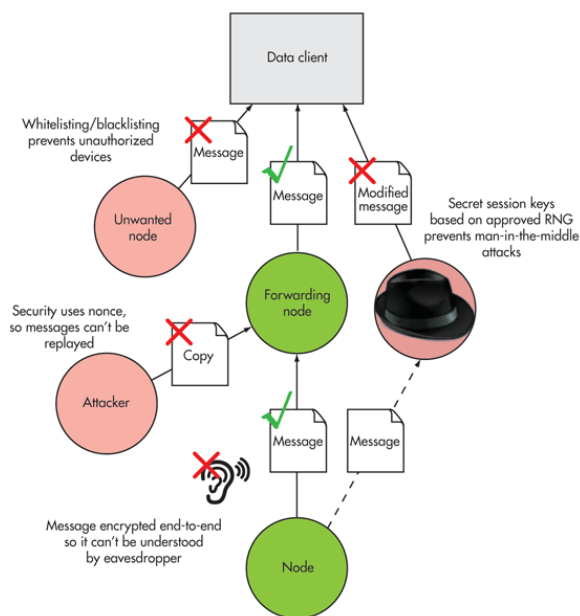 Data client
Whitelisting/blacklisting
prevents unauthorized
devices
Message
Message
Modified
message
Unwanted
node
Secret session keys
based on approved RNG
prevents man-in-the-middle
attacks
Forwarding
node
Security uses nonce,
so messages can't be
replayed
Copy
Attacker
Message
Message
Message encrypted end-to-end
so it can't be understood
by eavesdropper
Node